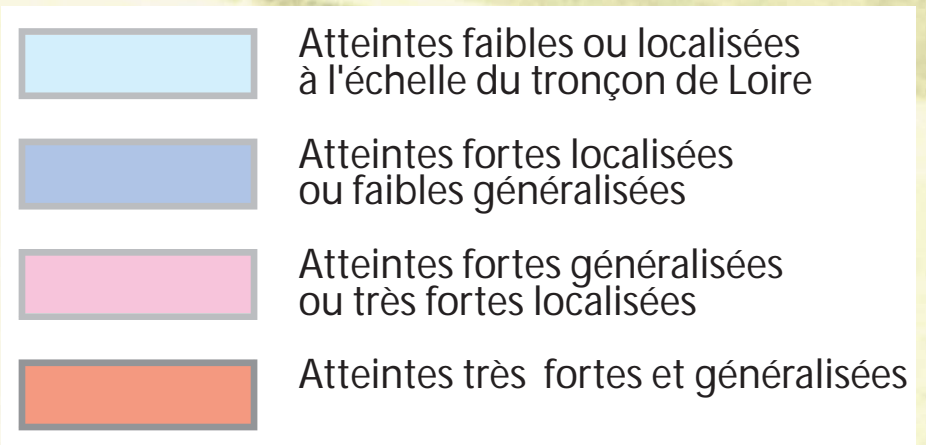 Atteintes faibles ou localisées
à l'échelle du tronçon de Loire
Atteintes fortes localisées
ou faibles généralisées
Atteintes fortes généralisées
ou très fortes localisées
Atteintes très fortes et généralisées